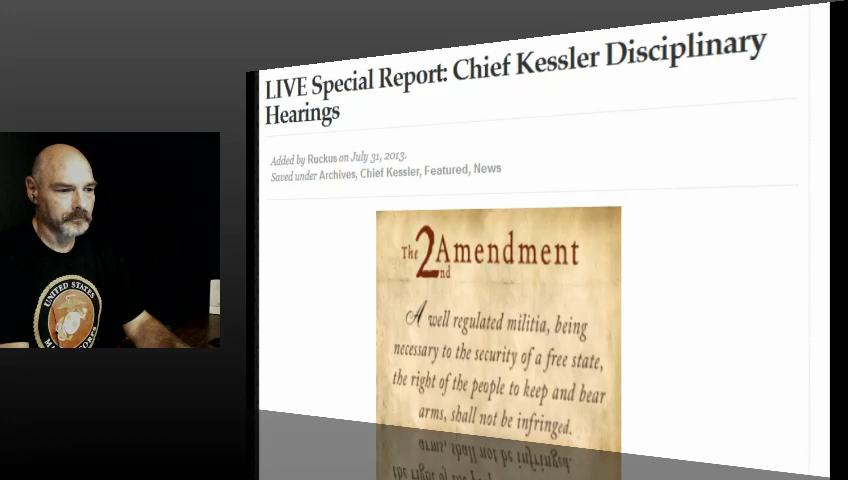 LIVE Special Report: Chief Kessler Disciplinary
Hearings
Added by Ruckus on July 31, 2013.
Saved under Archives, Chief Kessler, Featured, News
The 2nd Amendment
A well regulated militia, being
necessary to the security of a free state,
the right of the people to keep and bear
arms, shall not be infringed.
UNITED STATES